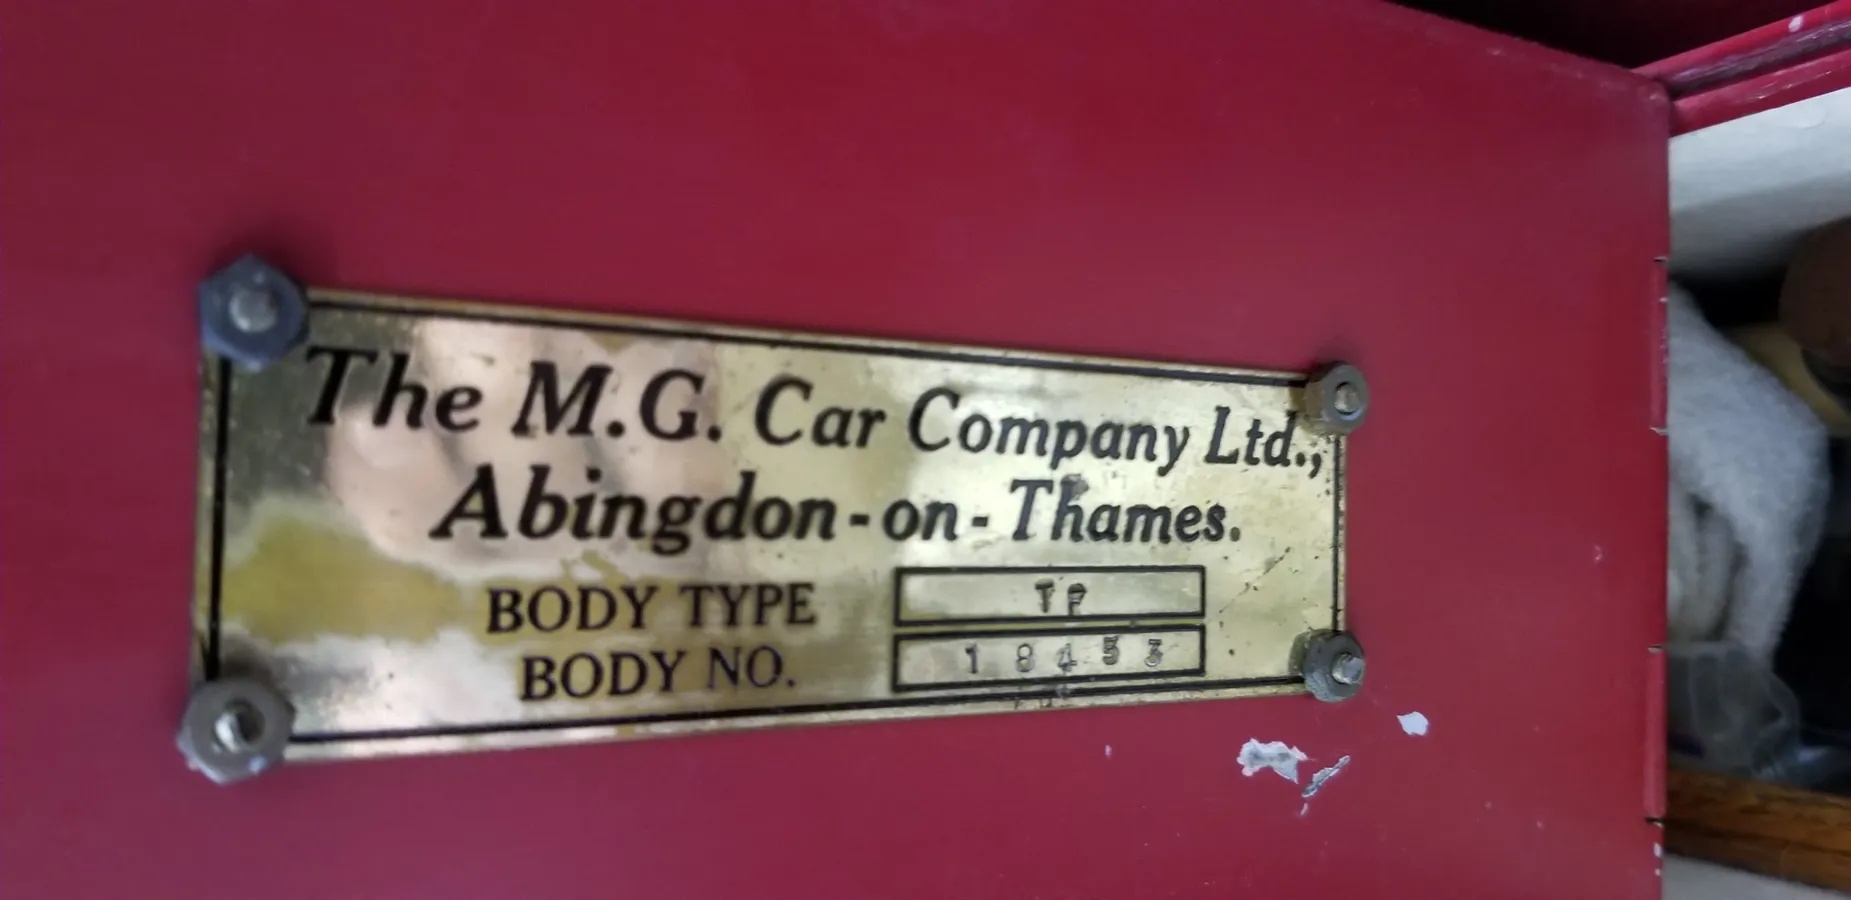 The M.G. Car Company Ltd.,
Abingdon-on-Thames.
BODY TYPE TF
BODY NO. 18453